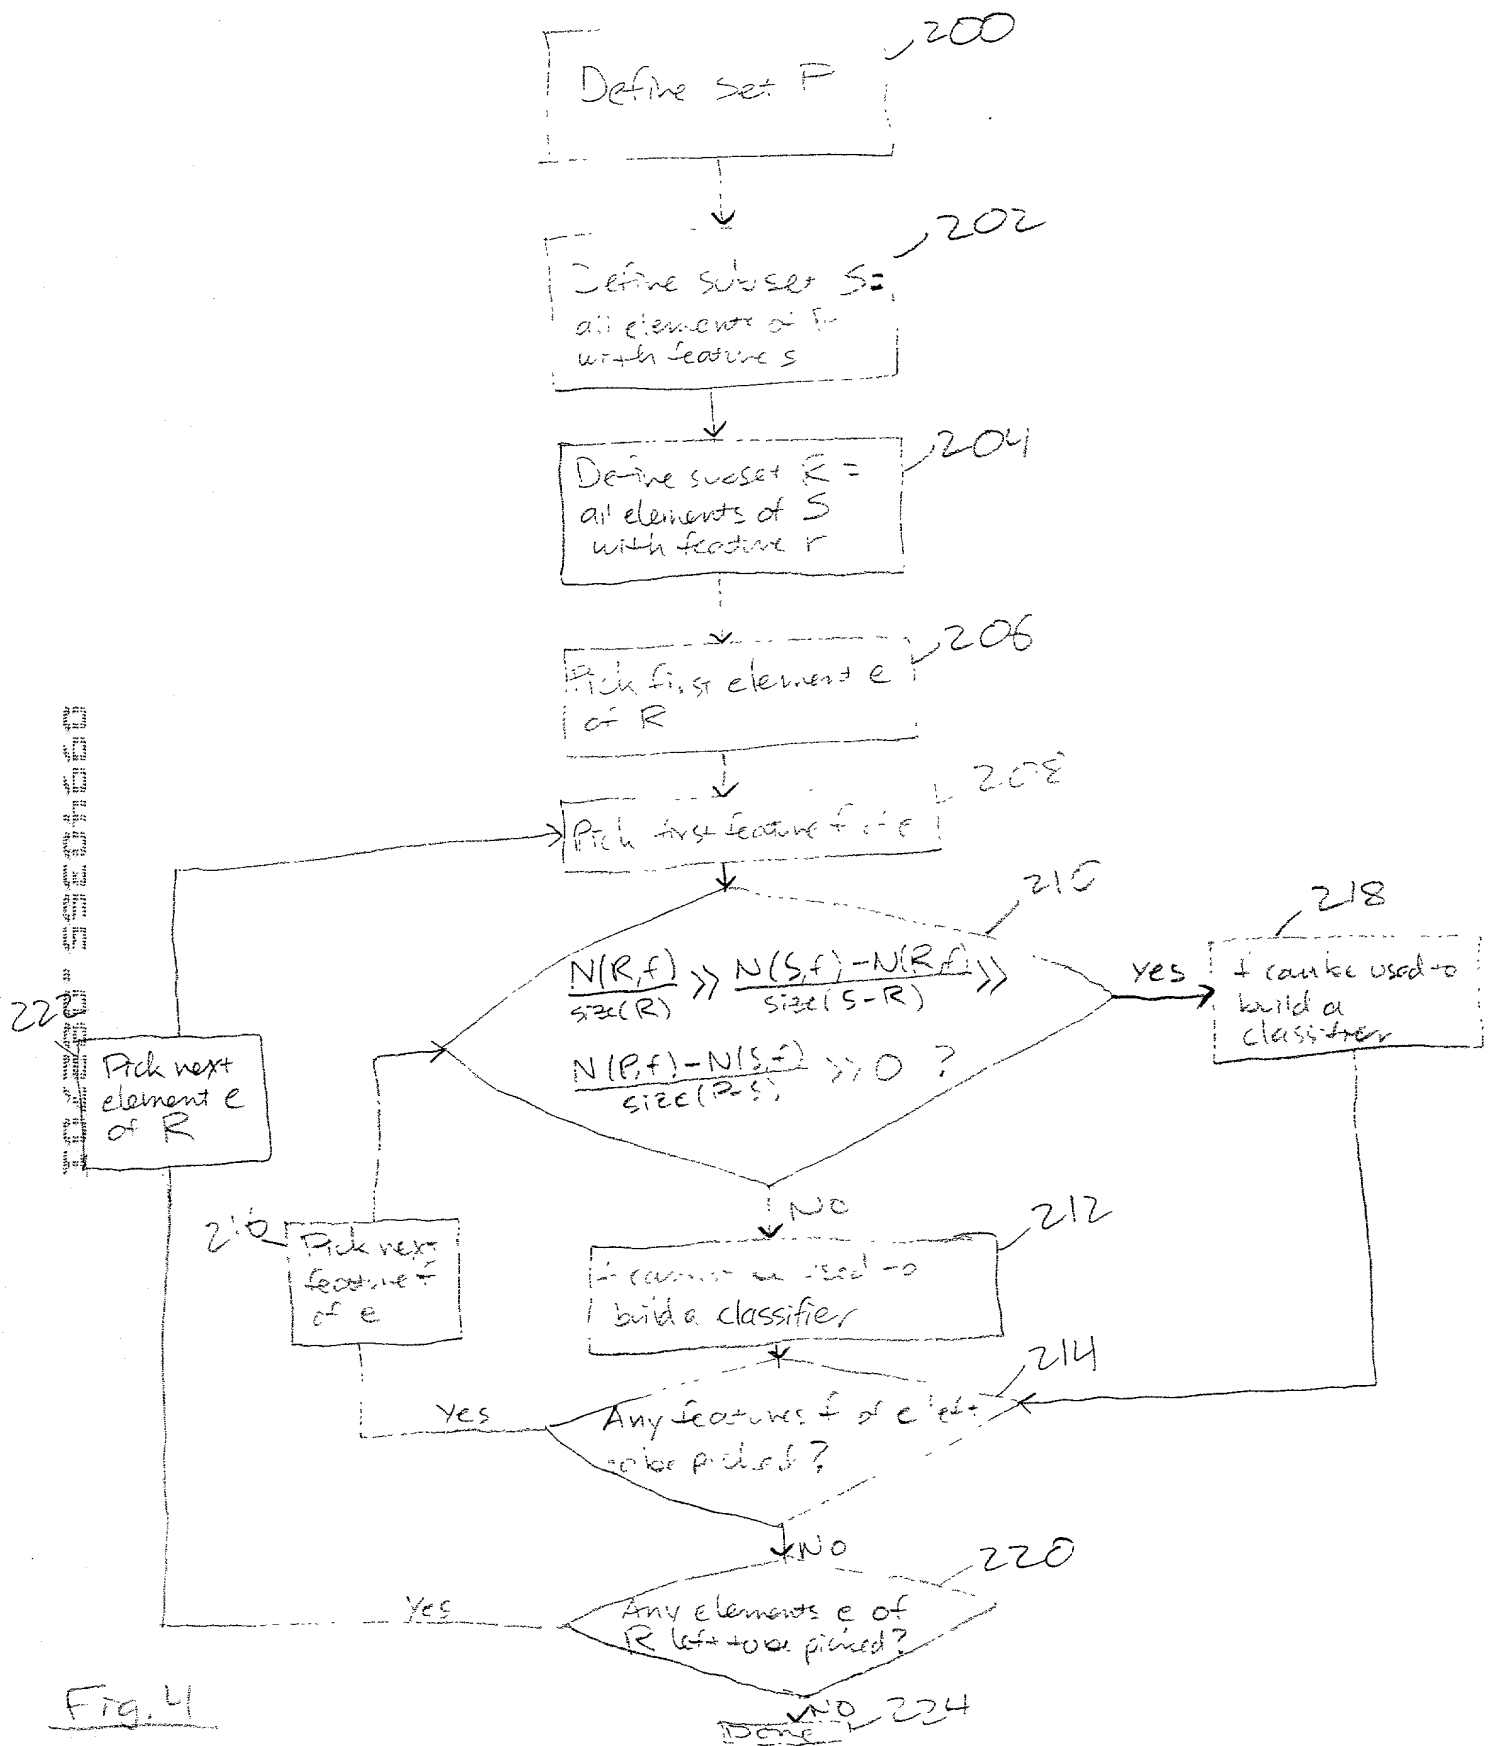 200
Define set P
202
Define subset S=
all elements of P
with feature s
204
Define subset R =
all elements of S
with feature r
206
Pick first element e
of R
208
Pick first feature f of e
210
N(R,f)/size(R) >> N(S,f)-N(R,f)/size(S-R) >>
N(P,f)-N(S,f)/size(P-S) >> 0 ?
Yes
218
f can be used to
build a
classifier
222
Pick next
element e
of R
NO
212
f cannot be used to
build a classifier
216
Pick next
feature f
of e
214
Any features f of e left
to be picked?
Yes
NO
220
Any elements e of
R left to be picked?
Yes
NO
224
Done
Fig. 4